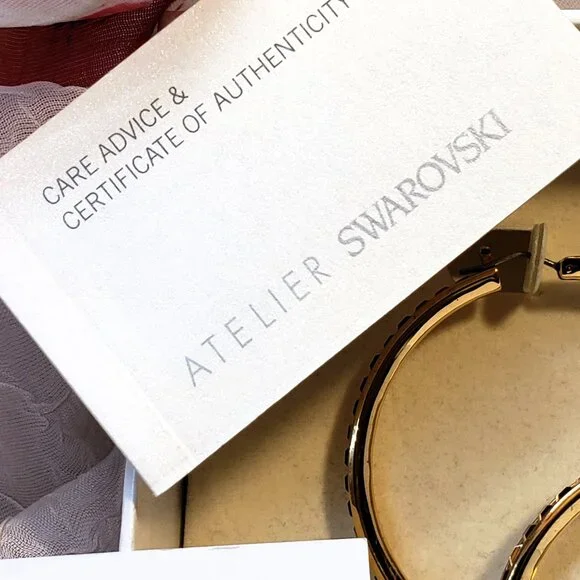 CARE ADVICE &
CERTIFICATE OF AUTHENTICITY
ATELIER SWAROVSKI